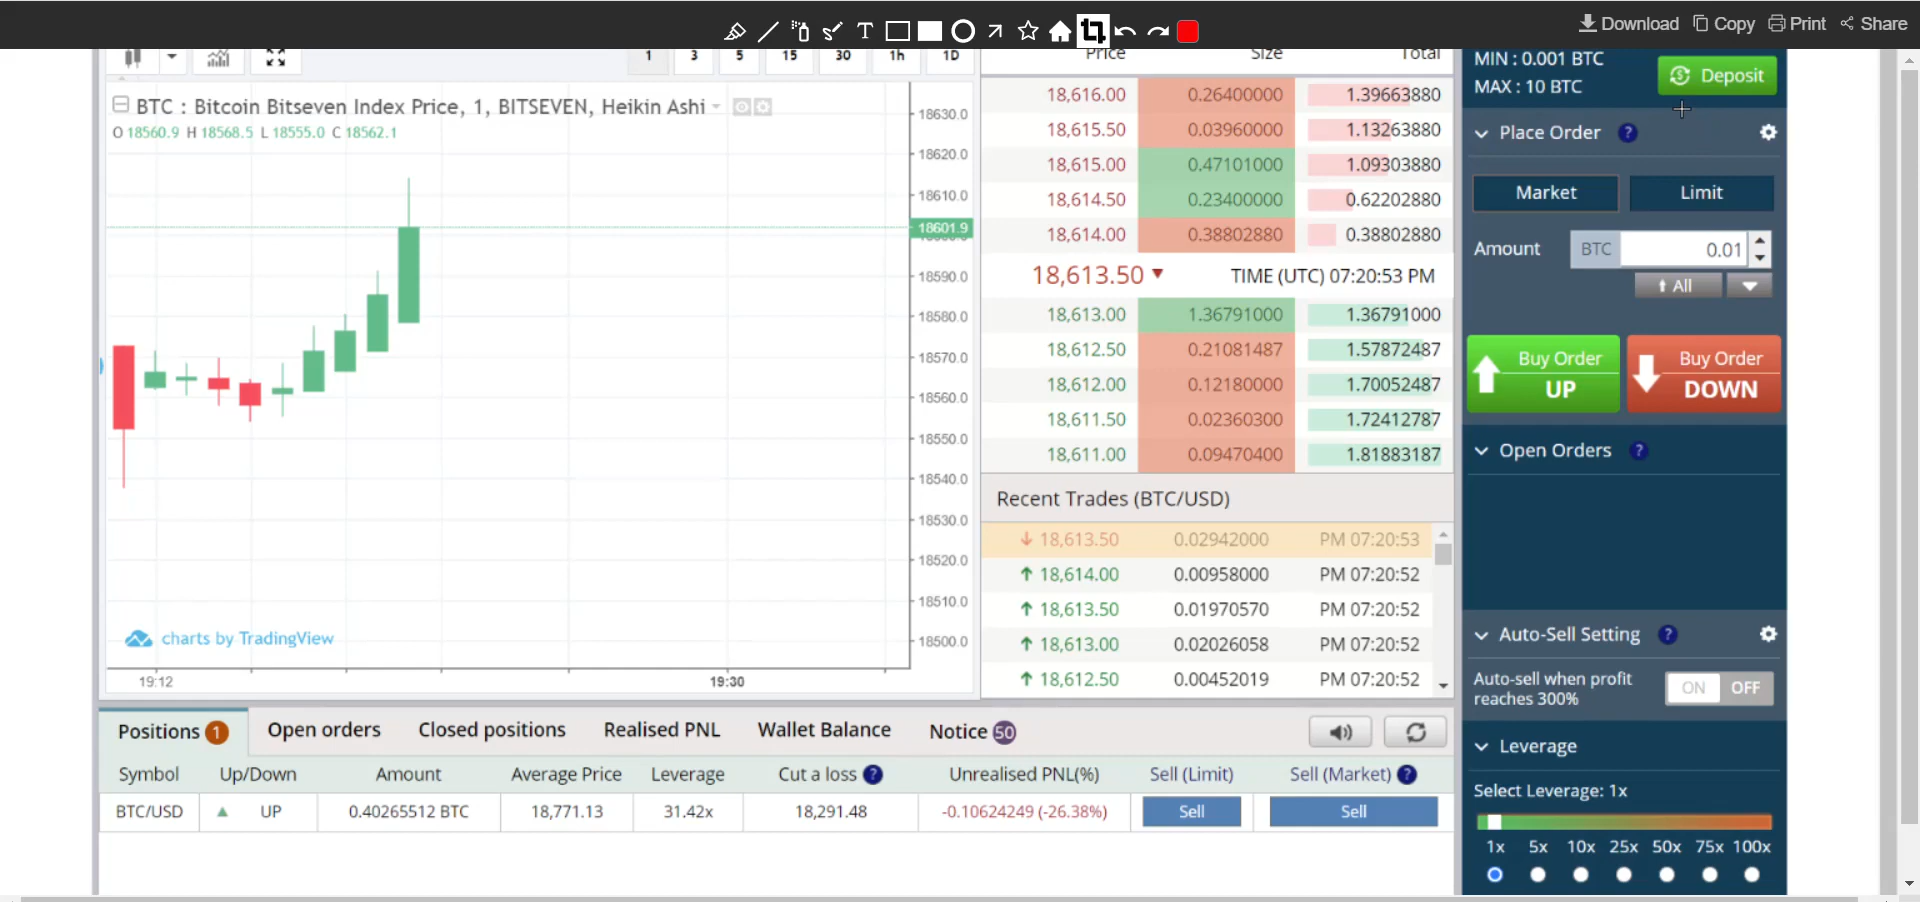 Download Copy Print Share
1 3 5 15 30 1h 1D
BTC : Bitcoin Bitseven Index Price, 1, BITSEVEN, Heikin Ashi
O 18560.9 H 18568.5 L 18555.0 C 18562.1
18630.0
18620.0
18610.0
18601.9
18590.0
18580.0
18570.0
18560.0
18550.0
18540.0
18530.0
18520.0
18510.0
18500.0
charts by TradingView
19:12 19:30
Price Size Total
18,616.00 0.26400000 1.39663880
18,615.50 0.03960000 1.13263880
18,615.00 0.47101000 1.09303880
18,614.50 0.23400000 0.62202880
18,614.00 0.38802880 0.38802880
18,613.50 ▼ TIME (UTC) 07:20:53 PM
18,613.00 1.36791000 1.36791000
18,612.50 0.21081487 1.57872487
18,612.00 0.12180000 1.70052487
18,611.50 0.02360300 1.72412787
18,611.00 0.09470400 1.81883187
Recent Trades (BTC/USD)
↓ 18,613.50 0.02942000 PM 07:20:53
↑ 18,614.00 0.00958000 PM 07:20:52
↑ 18,613.50 0.01970570 PM 07:20:52
↑ 18,613.00 0.02026058 PM 07:20:52
↑ 18,612.50 0.00452019 PM 07:20:52
MIN : 0.001 BTC
MAX : 10 BTC
Deposit
Place Order ?
Market Limit
Amount BTC 0.01
All
Buy Order UP
Buy Order DOWN
Open Orders ?
Auto-Sell Setting ?
Auto-sell when profit
reaches 300%
ON OFF
Leverage
Select Leverage: 1x
1x 5x 10x 25x 50x 75x 100x
Positions 1 Open orders Closed positions Realised PNL Wallet Balance Notice 50
Symbol Up/Down Amount Average Price Leverage Cut a loss ? Unrealised PNL(%) Sell (Limit) Sell (Market) ?
BTC/USD ▲ UP 0.40265512 BTC 18,771.13 31.42x 18,291.48 -0.10624249 (-26.38%) Sell Sell